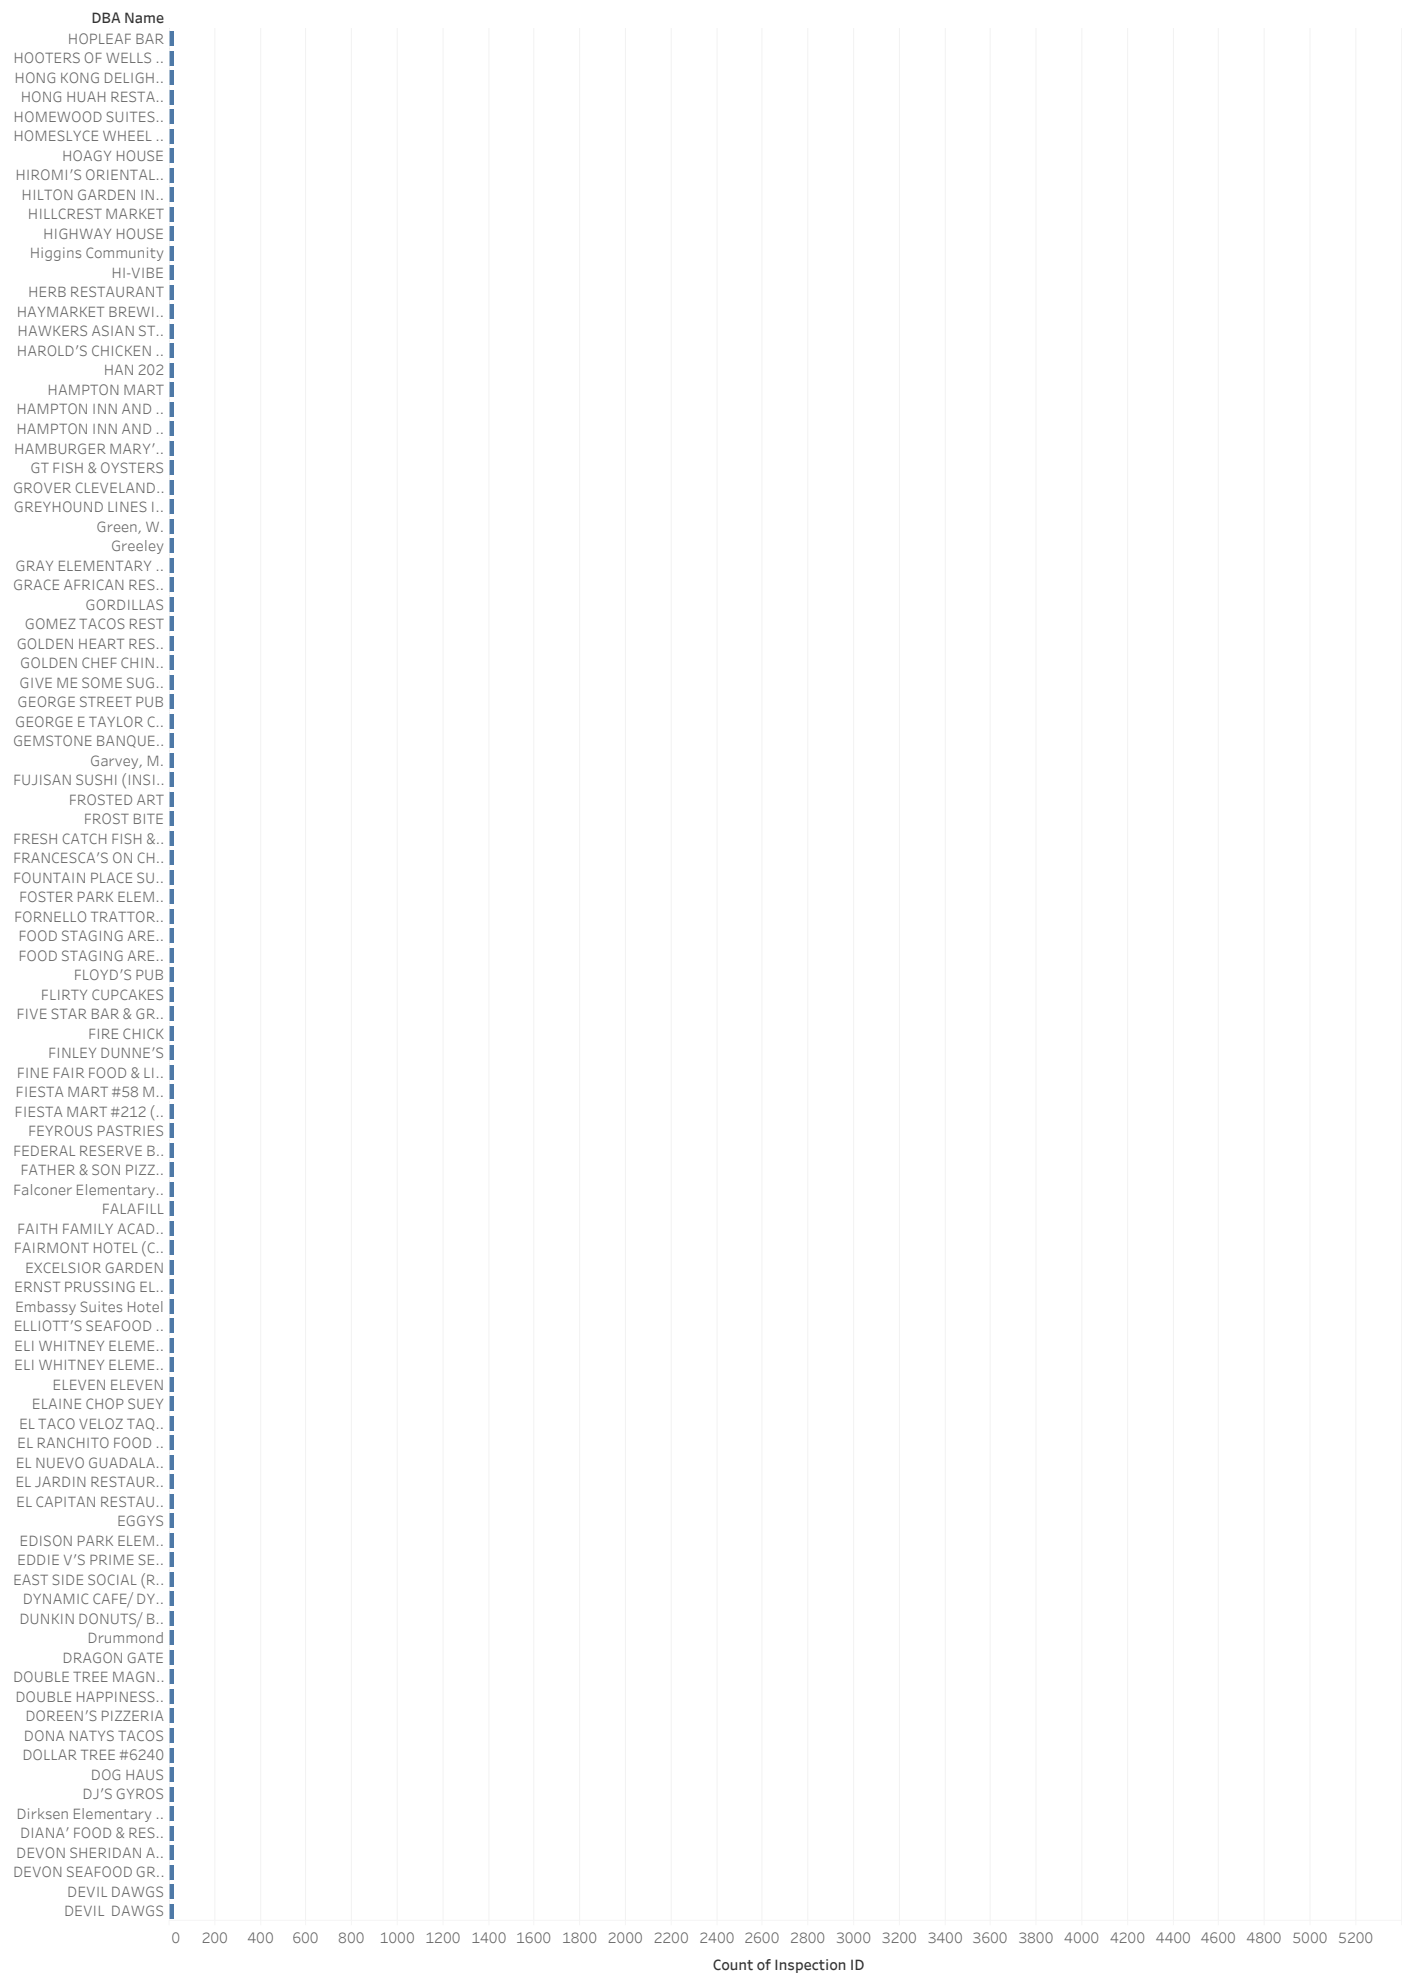 DBA Name
HOPLEAF BAR
HOOTERS OF WELLS ..
HONG KONG DELIGH..
HONG HUAH RESTA..
HOMEWOOD SUITES..
HOMESLYCE WHEEL ..
HOAGY HOUSE
HIROMI'S ORIENTAL..
HILTON GARDEN IN..
HILLCREST MARKET
HIGHWAY HOUSE
Higgins Community
HI-VIBE
HERB RESTAURANT
HAYMARKET BREWI..
HAWKERS ASIAN ST..
HAROLD'S CHICKEN ..
HAN 202
HAMPTON MART
HAMPTON INN AND ..
HAMPTON INN AND ..
HAMBURGER MARY'..
GT FISH & OYSTERS
GROVER CLEVELAND..
GREYHOUND LINES I..
Green, W.
Greeley
GRAY ELEMENTARY ..
GRACE AFRICAN RES..
GORDILLAS
GOMEZ TACOS REST
GOLDEN HEART RES..
GOLDEN CHEF CHIN..
GIVE ME SOME SUG..
GEORGE STREET PUB
GEORGE E TAYLOR C..
GEMSTONE BANQUE..
Garvey, M.
FUJISAN SUSHI (INSI..
FROSTED ART
FROST BITE
FRESH CATCH FISH &..
FRANCESCA'S ON CH..
FOUNTAIN PLACE SU..
FOSTER PARK ELEM..
FORNELLO TRATTOR..
FOOD STAGING ARE..
FOOD STAGING ARE..
FLOYD'S PUB
FLIRTY CUPCAKES
FIVE STAR BAR & GR..
FIRE CHICK
FINLEY DUNNE'S
FINE FAIR FOOD & LI..
FIESTA MART #58 M..
FIESTA MART #212 (..
FEYROUS PASTRIES
FEDERAL RESERVE B..
FATHER & SON PIZZ..
Falconer Elementary..
FALAFILL
FAITH FAMILY ACAD..
FAIRMONT HOTEL (C..
EXCELSIOR GARDEN
ERNST PRUSSING EL..
Embassy Suites Hotel
ELLIOTT'S SEAFOOD ..
ELI WHITNEY ELEME..
ELI WHITNEY ELEME..
ELEVEN ELEVEN
ELAINE CHOP SUEY
EL TACO VELOZ TAQ..
EL RANCHITO FOOD ..
EL NUEVO GUADALA..
EL JARDIN RESTAUR..
EL CAPITAN RESTAU..
EGGYS
EDISON PARK ELEM..
EDDIE V'S PRIME SE..
EAST SIDE SOCIAL (R..
DYNAMIC CAFE/ DY..
DUNKIN DONUTS/ B..
Drummond
DRAGON GATE
DOUBLE TREE MAGN..
DOUBLE HAPPINESS..
DOREEN'S PIZZERIA
DONA NATYS TACOS
DOLLAR TREE #6240
DOG HAUS
DJ'S GYROS
Dirksen Elementary ..
DIANA' FOOD & RES..
DEVON SHERIDAN A..
DEVON SEAFOOD GR..
DEVIL DAWGS
DEVIL  DAWGS
0 200 400 600 800 1000 1200 1400 1600 1800 2000 2200 2400 2600 2800 3000 3200 3400 3600 3800 4000 4200 4400 4600 4800 5000 5200
Count of Inspection ID